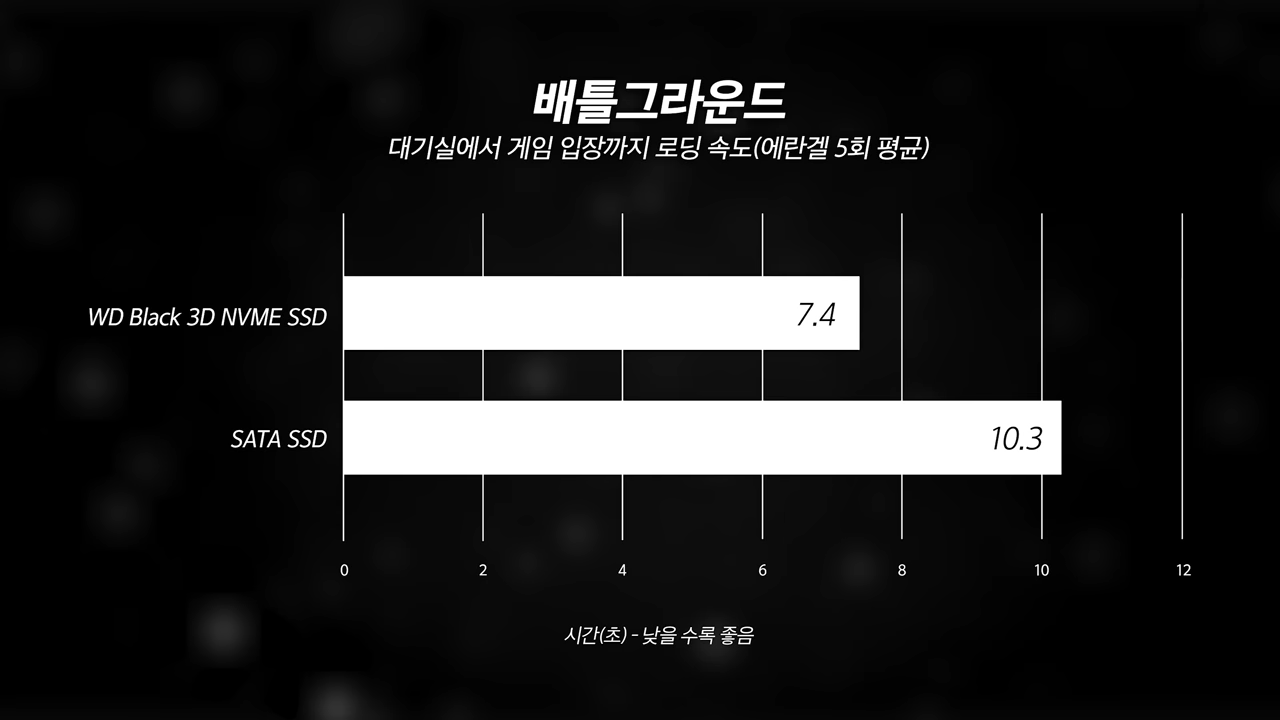 배틀그라운드
대기실에서 게임 입장까지 로딩 속도(에란겔 5회 평균)
WD Black 3D NVME SSD
7.4
SATA SSD
10.3
0 2 4 6 8 10 12
시간(초) - 낮을 수록 좋음